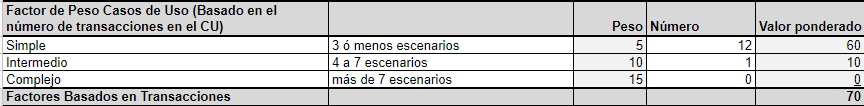 Factor de Peso Casos de Uso (Basado en el
número de transacciones en el CU) Peso Número Valor ponderado
Simple 3 ó menos escenarios 5 12 60
Intermedio 4 a 7 escenarios 10 1 10
Complejo más de 7 escenarios 15 0 0
Factores Basados en Transacciones 70